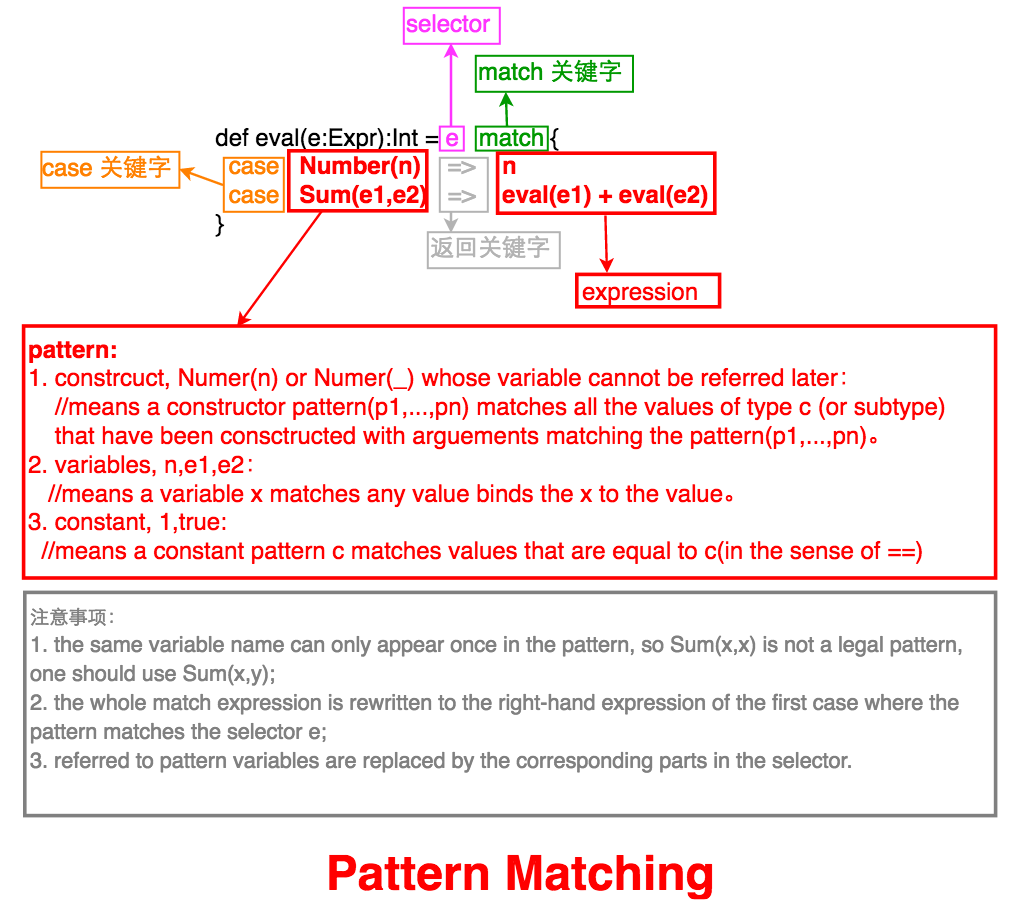 selector
match 关键字
def eval(e:Expr):Int = e match {
case 关键字
case Number(n) => n
case Sum(e1,e2) => eval(e1) + eval(e2)
}
返回关键字
expression
pattern:
1. constrcuct, Numer(n) or Numer(_) whose variable cannot be referred later：
//means a constructor pattern(p1,...,pn) matches all the values of type c (or subtype)
that have been consctructed with arguements matching the pattern(p1,...,pn)。
2. variables, n,e1,e2：
//means a variable x matches any value binds the x to the value。
3. constant, 1,true:
//means a constant pattern c matches values that are equal to c(in the sense of ==)
注意事项：
1. the same variable name can only appear once in the pattern, so Sum(x,x) is not a legal pattern,
one should use Sum(x,y);
2. the whole match expression is rewritten to the right-hand expression of the first case where the
pattern matches the selector e;
3. referred to pattern variables are replaced by the corresponding parts in the selector.
Pattern Matching